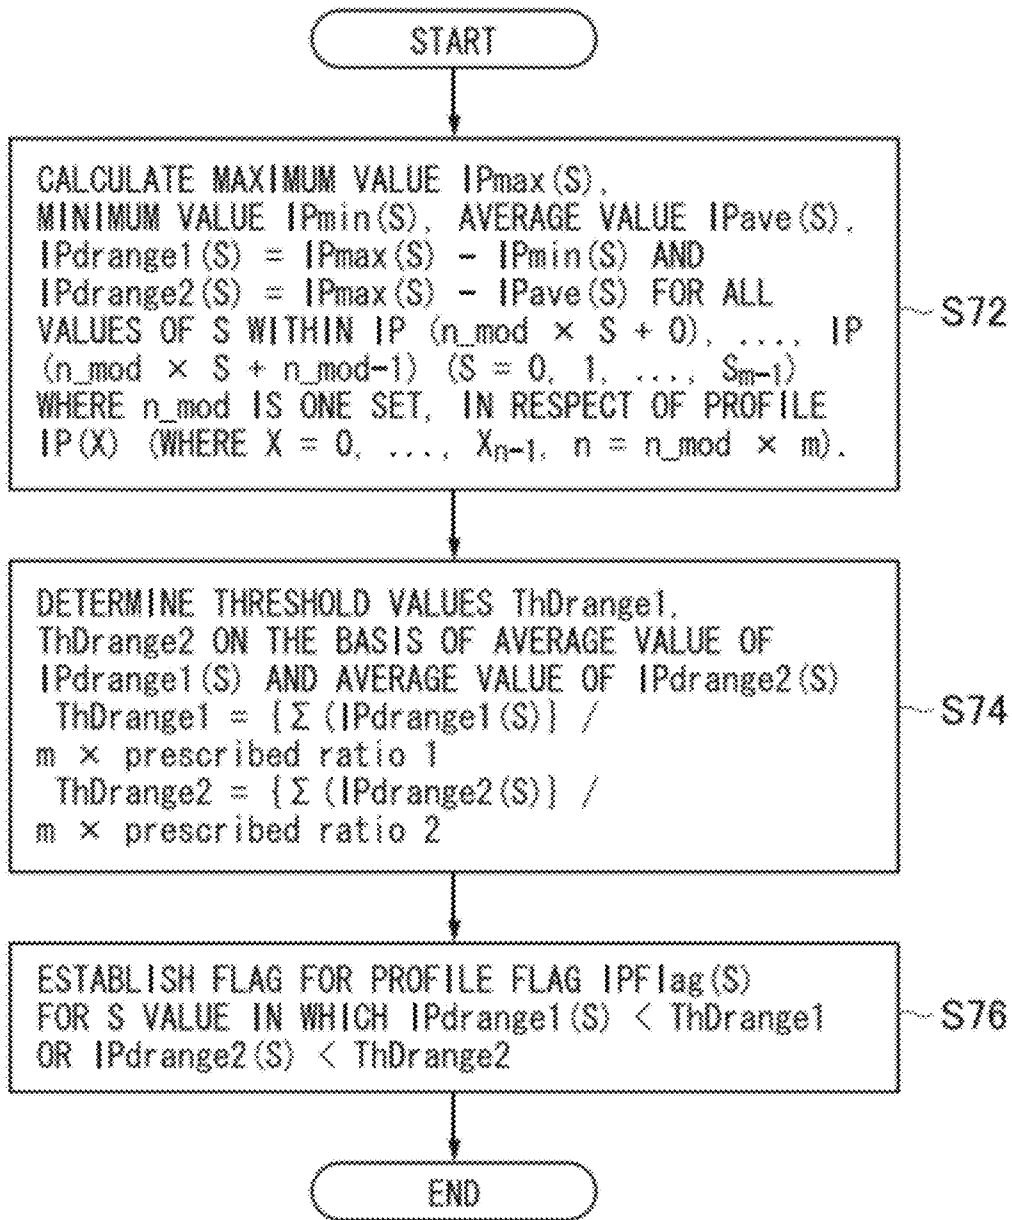 START
CALCULATE MAXIMUM VALUE IPmax(S),
MINIMUM VALUE IPmin(S), AVERAGE VALUE IPave(S),
IPdrange1(S) = IPmax(S) - IPmin(S) AND
IPdrange2(S) = IPmax(S) - IPave(S) FOR ALL
VALUES OF S WITHIN IP (n_mod × S + 0), ..., IP
(n_mod × S + n_mod-1) (S = 0, 1, ..., Sm-1)
WHERE n_mod IS ONE SET, IN RESPECT OF PROFILE
IP(X) (WHERE X = 0, ..., Xn-1, n = n_mod × m).
S72
DETERMINE THRESHOLD VALUES ThDrange1,
ThDrange2 ON THE BASIS OF AVERAGE VALUE OF
IPdrange1(S) AND AVERAGE VALUE OF IPdrange2(S)
ThDrange1 = {Σ(IPdrange1(S)} /
m × prescribed ratio 1
ThDrange2 = {Σ(IPdrange2(S)} /
m × prescribed ratio 2
S74
ESTABLISH FLAG FOR PROFILE FLAG IPFlag(S)
FOR S VALUE IN WHICH IPdrange1(S) < ThDrange1
OR IPdrange2(S) < ThDrange2
S76
END